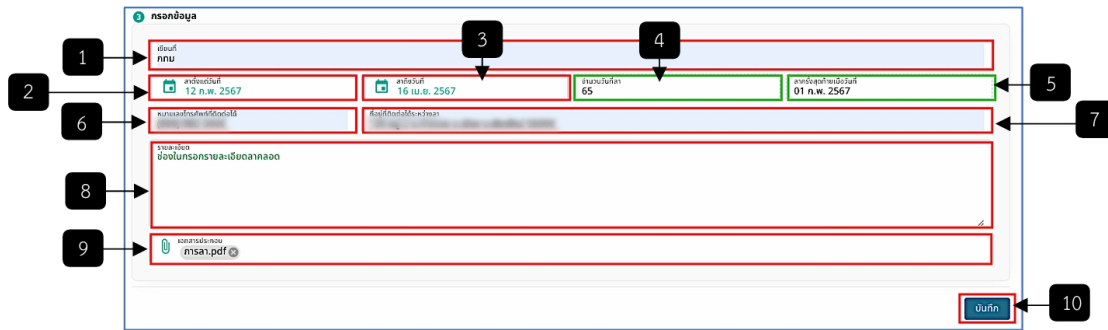 3 กรอกข้อมูล
1
เขียนที่
กทม
2
ลาตั้งแต่วันที่
12 ก.พ. 2567
3
ลาถึงวันที่
16 เม.ย. 2567
4
จำนวนวันที่ลา
65
5
ลาครั้งสุดท้ายเมื่อวันที่
01 ก.พ. 2567
6
หมายเลขโทรศัพท์ที่ติดต่อได้
7
ที่อยู่ที่ติดต่อได้ระหว่างลา
8
รายละเอียด
ช่องในกรอกรายละเอียดลาคลอด
9
เอกสารประกอบ
การลา.pdf
10
บันทึก